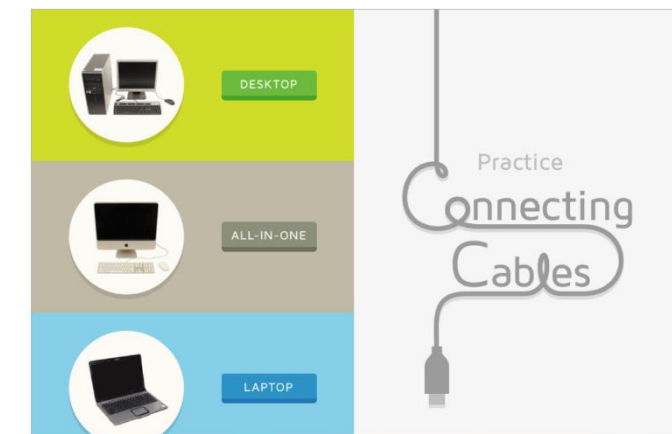 DESKTOP
ALL-IN-ONE
LAPTOP
Practice
Connecting
Cables